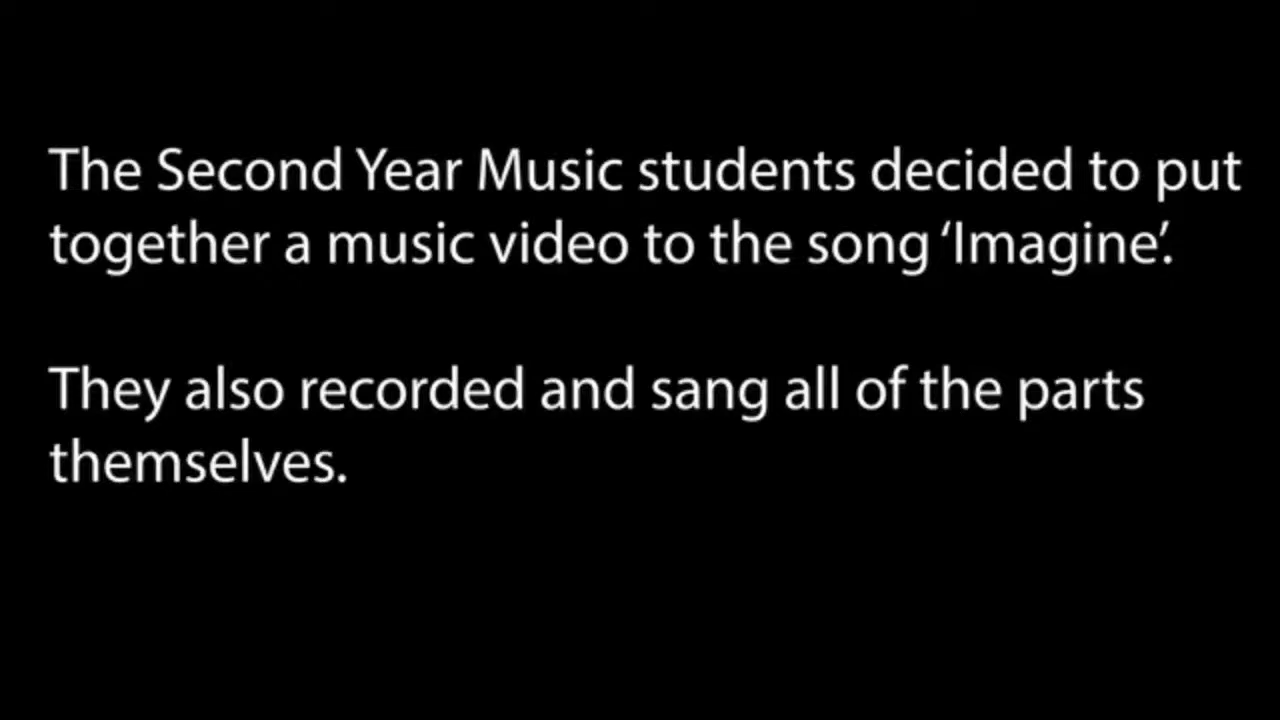 The Second Year Music students decided to put
together a music video to the song ‘Imagine’.
They also recorded and sang all of the parts
themselves.